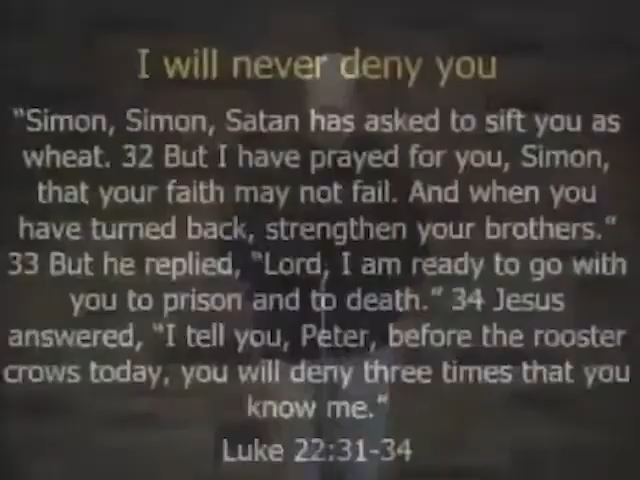 I will never deny you
"Simon, Simon, Satan has asked to sift you as
wheat. 32 But I have prayed for you, Simon,
that your faith may not fail. And when you
have turned back, strengthen your brothers."
33 But he replied, "Lord, I am ready to go with
you to prison and to death." 34 Jesus
answered, "I tell you, Peter, before the rooster
crows today, you will deny three times that you
know me."
Luke 22:31-34